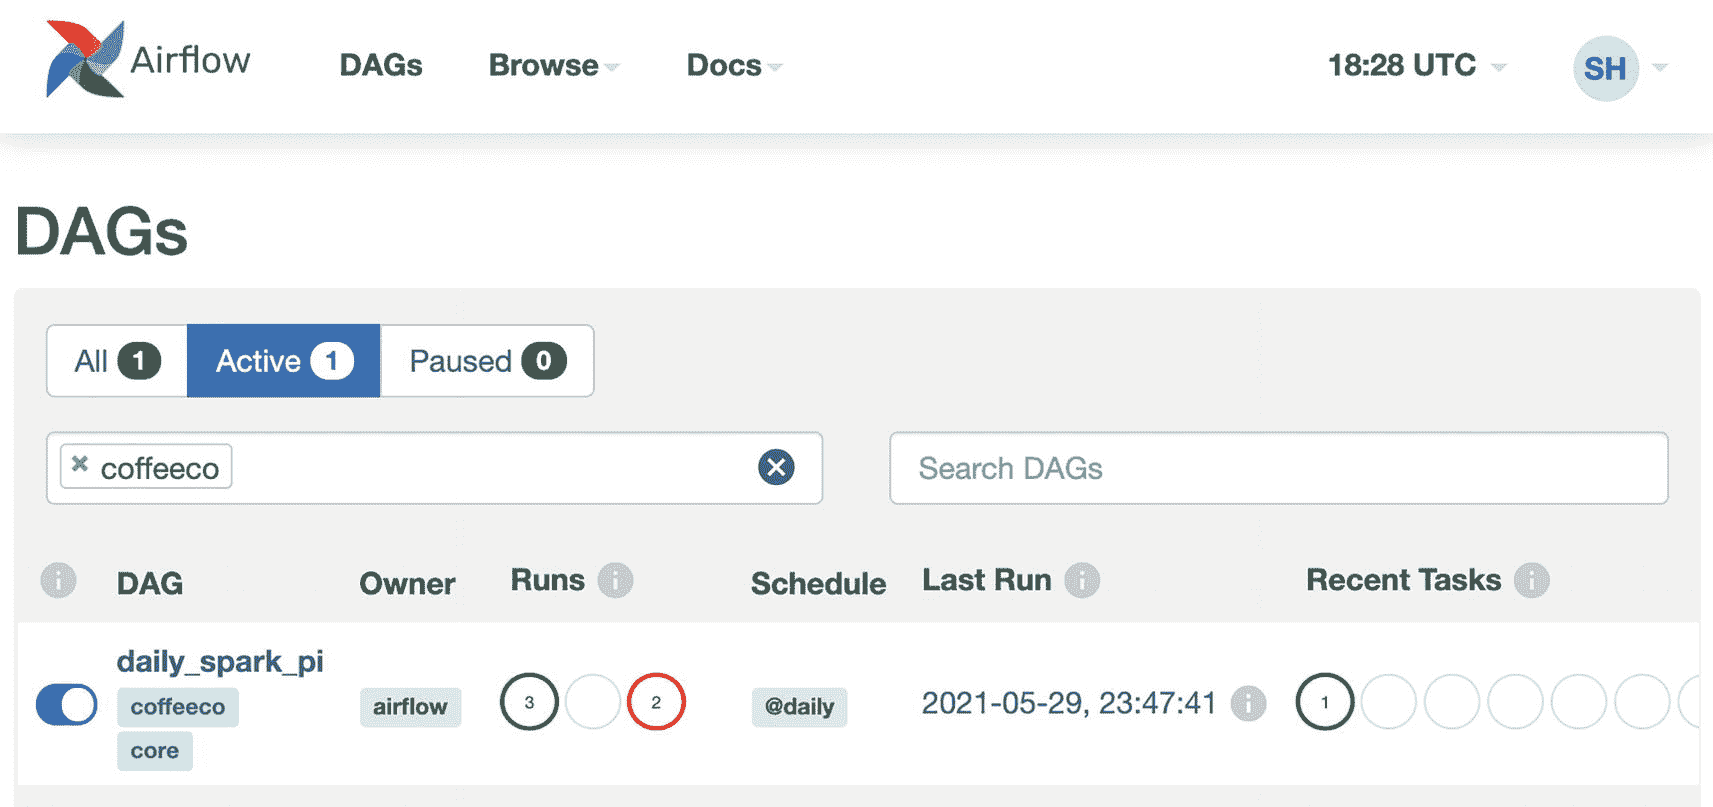 Airflow DAGs Browse Docs 18:28 UTC SH
DAGs
All 1 Active 1 Paused 0
coffeeco Search DAGs
DAG Owner Runs Schedule Last Run Recent Tasks
daily_spark_pi
coffeeco airflow 3 2 @daily 2021-05-29, 23:47:41 1
core